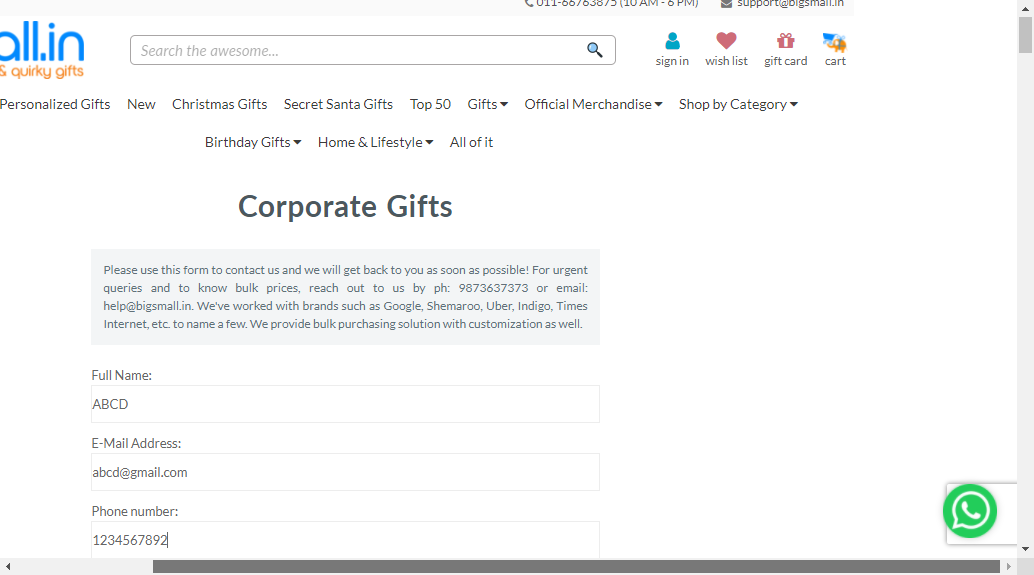 011-66763875 (10 AM - 6 PM) support@bigsmall.in
all.in
& quirky gifts
Search the awesome...
sign in
wish list
gift card
cart
Personalized Gifts New Christmas Gifts Secret Santa Gifts Top 50 Gifts Official Merchandise Shop by Category
Birthday Gifts Home & Lifestyle All of it
Corporate Gifts
Please use this form to contact us and we will get back to you as soon as possible! For urgent
queries and to know bulk prices, reach out to us by ph: 9873637373 or email:
help@bigsmall.in. We've worked with brands such as Google, Shemaroo, Uber, Indigo, Times
Internet, etc. to name a few. We provide bulk purchasing solution with customization as well.
Full Name:
ABCD
E-Mail Address:
abcd@gmail.com
Phone number:
1234567892